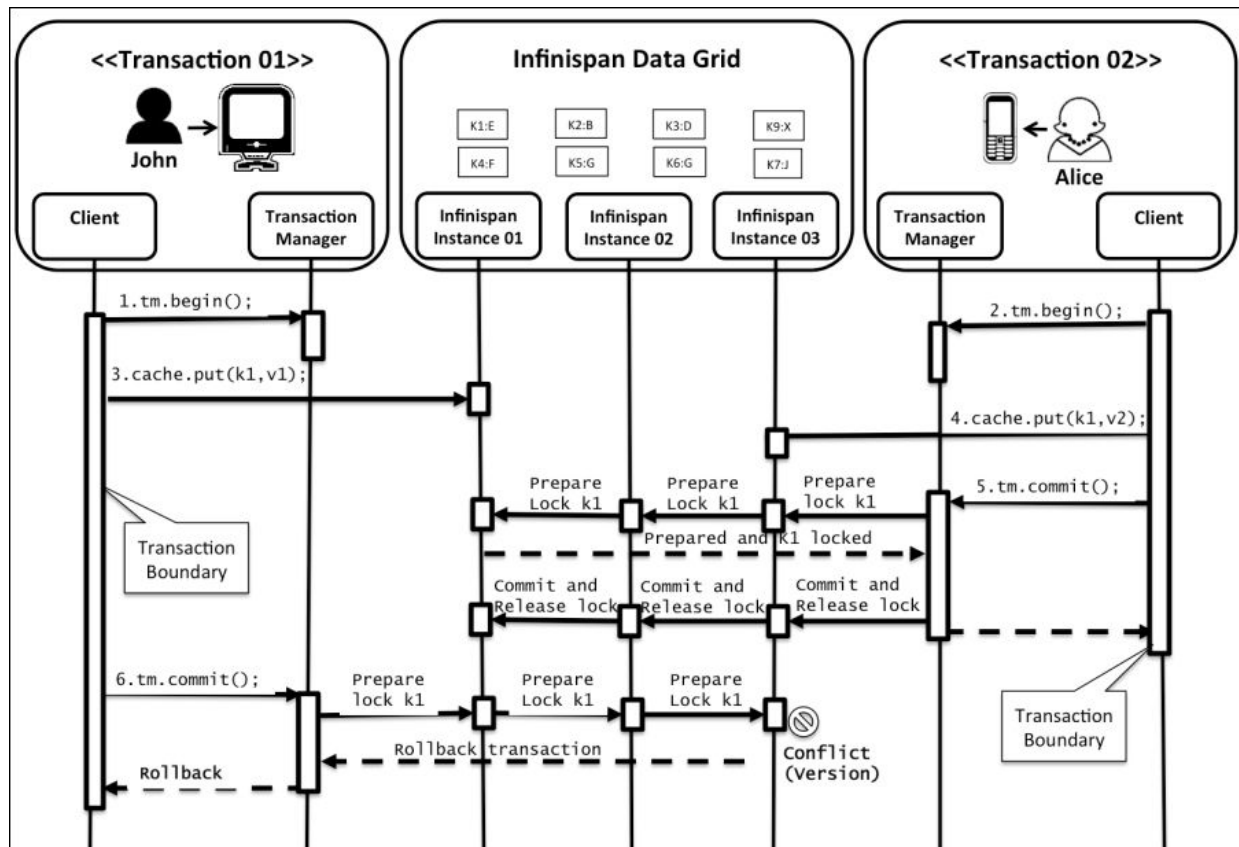 <<Transaction 01>>
John
Client
Transaction
Manager
Infinispan Data Grid
K1:E
K2:B
K3:D
K9:X
K4:F
K5:G
K6:G
K7:J
Infinispan
Instance 01
Infinispan
Instance 02
Infinispan
Instance 03
<<Transaction 02>>
Alice
Transaction
Manager
Client
1.tm.begin();
2.tm.begin();
3.cache.put(k1,v1);
4.cache.put(k1,v2);
5.tm.commit();
Prepare
Lock k1
Prepare
Lock k1
Prepare
lock k1
Prepared and K1 locked
Transaction
Boundary
Commit and
Release lock
Commit and
Release lock
Commit and
Release lock
6.tm.commit();
Prepare
lock k1
Prepare
Lock k1
Prepare
Lock k1
Conflict
(Version)
Transaction
Boundary
Rollback transaction
Rollback